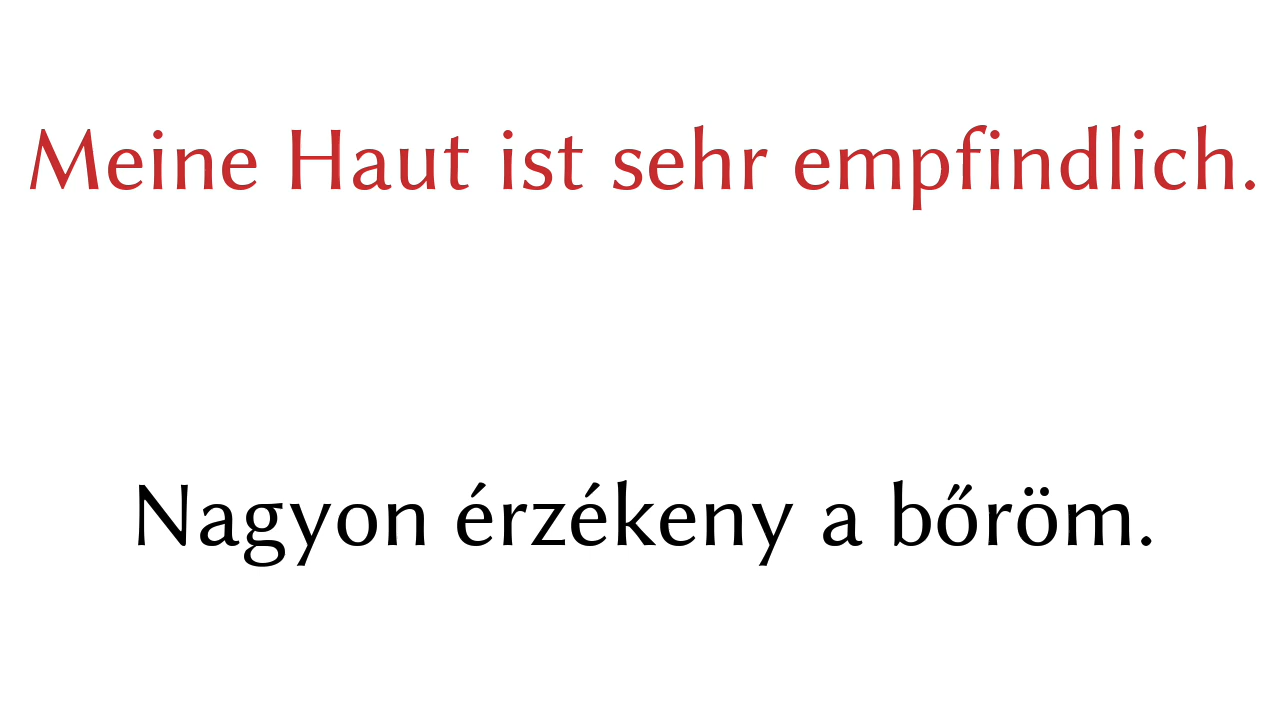 Meine Haut ist sehr empfindlich.
Nagyon érzékeny a bőröm.